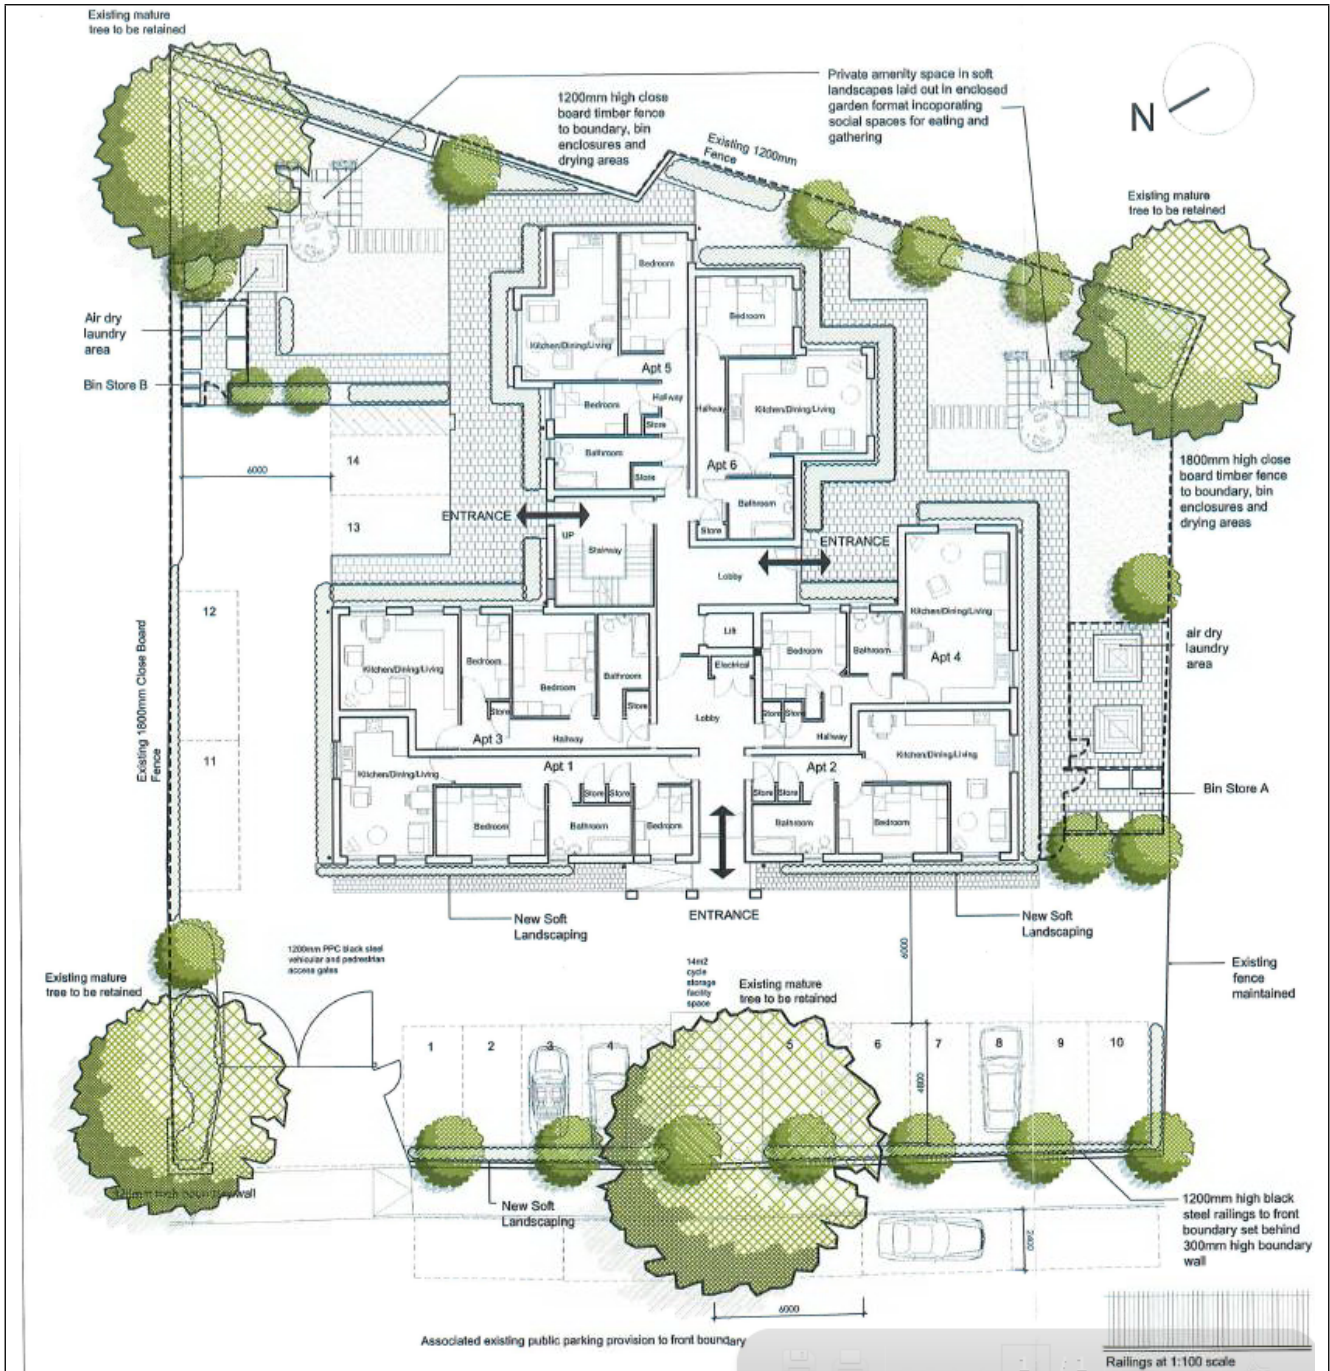 Existing mature
tree to be retained
1200mm high close
board timber fence
to boundary, bin
enclosures and
drying areas
Existing 1200mm
Fence
Private amenity space in soft
landscapes laid out in enclosed
garden format incoporating
social spaces for eating and
gathering
N
Existing mature
tree to be retained
Air dry
laundry
area
Bin Store B
6000
14
13
12
11
Existing 1800mm Close Board
Fence
1800mm high close
board timber fence
to boundary, bin
enclosures and
drying areas
Kitchen/Dining/Living
Bedroom
Apt 5
Bedroom
Hallway
Store
Bathroom
Store
Bedroom
Hallway
Kitchen/Dining/Living
Apt 6
Bathroom
Store
ENTRANCE
UP
Stairway
ENTRANCE
Lobby
Lift
Electrical
Lobby
Kitchen/Dining/Living
Bedroom
Bedroom
Bathroom
Store
Store
Apt 3
Hallway
Bedroom
Bathroom
Kitchen/Dining/Living
Apt 4
Store
Store
Hallway
Kitchen/Dining/Living
Apt 1
Store
Store
Bedroom
Bathroom
Bedroom
Apt 2
Store
Store
Bathroom
Bedroom
Kitchen/Dining/Living
air dry
laundry
area
Bin Store A
ENTRANCE
New Soft
Landscaping
New Soft
Landscaping
6000
1200mm PPC black steel
vehicular and pedestrian
access gates
14m2
cycle
storage
facility
space
Existing mature
tree to be retained
Existing mature
tree to be retained
Existing
fence
maintained
1
2
3
4
5
6
7
8
9
10
4800
high boundary wall
New Soft
Landscaping
1200mm high black
steel railings to front
boundary set behind
300mm high boundary
wall
2400
6000
Associated existing public parking provision to front boundary
Railings at 1:100 scale